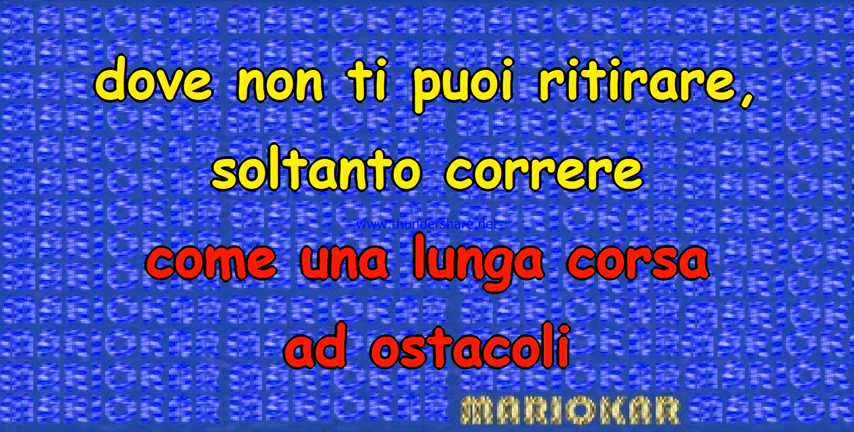 dove non ti puoi ritirare,
soltanto correre
www.thundershare.net
come una lunga corsa
ad ostacoli
MARIOKAR